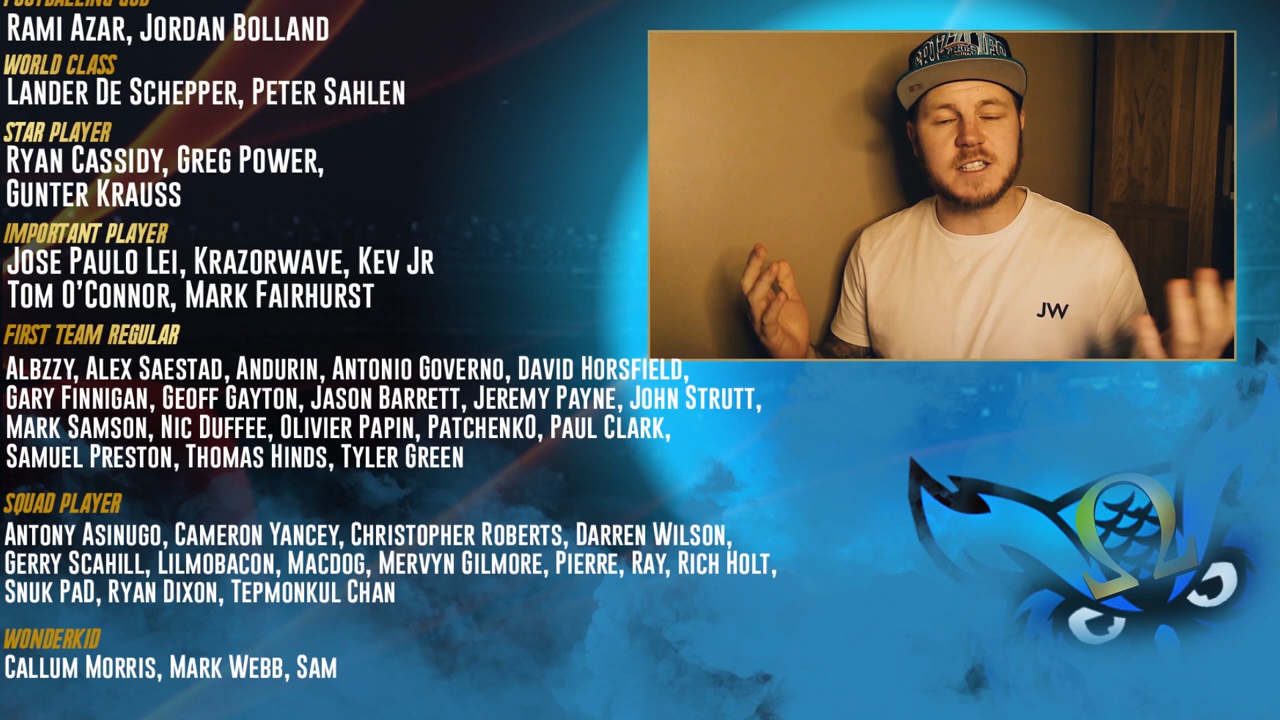 FOOTBALLING GOD
RAMI AZAR, JORDAN BOLLAND
WORLD CLASS
LANDER DE SCHEPPER, PETER SAHLEN
STAR PLAYER
RYAN CASSIDY, GREG POWER,
GUNTER KRAUSS
IMPORTANT PLAYER
JOSE PAULO LEI, KRAZORWAVE, KEV JR
TOM O'CONNOR, MARK FAIRHURST
FIRST TEAM REGULAR
ALBZZY, ALEX SAESTAD, ANDURIN, ANTONIO GOVERNO, DAVID HORSFIELD,
GARY FINNIGAN, GEOFF GAYTON, JASON BARRETT, JEREMY PAYNE, JOHN STRUTT,
MARK SAMSON, NIC DUFFEE, OLIVIER PAPIN, PATCHENKO, PAUL CLARK,
SAMUEL PRESTON, THOMAS HINDS, TYLER GREEN
SQUAD PLAYER
ANTONY ASINUGO, CAMERON YANCEY, CHRISTOPHER ROBERTS, DARREN WILSON,
GERRY SCAHILL, LILMOBACON, MACDOG, MERVYN GILMORE, PIERRE, RAY, RICH HOLT,
SNUK PAD, RYAN DIXON, TEPMONKUL CHAN
WONDERKID
CALLUM MORRIS, MARK WEBB, SAM
JW
Ω